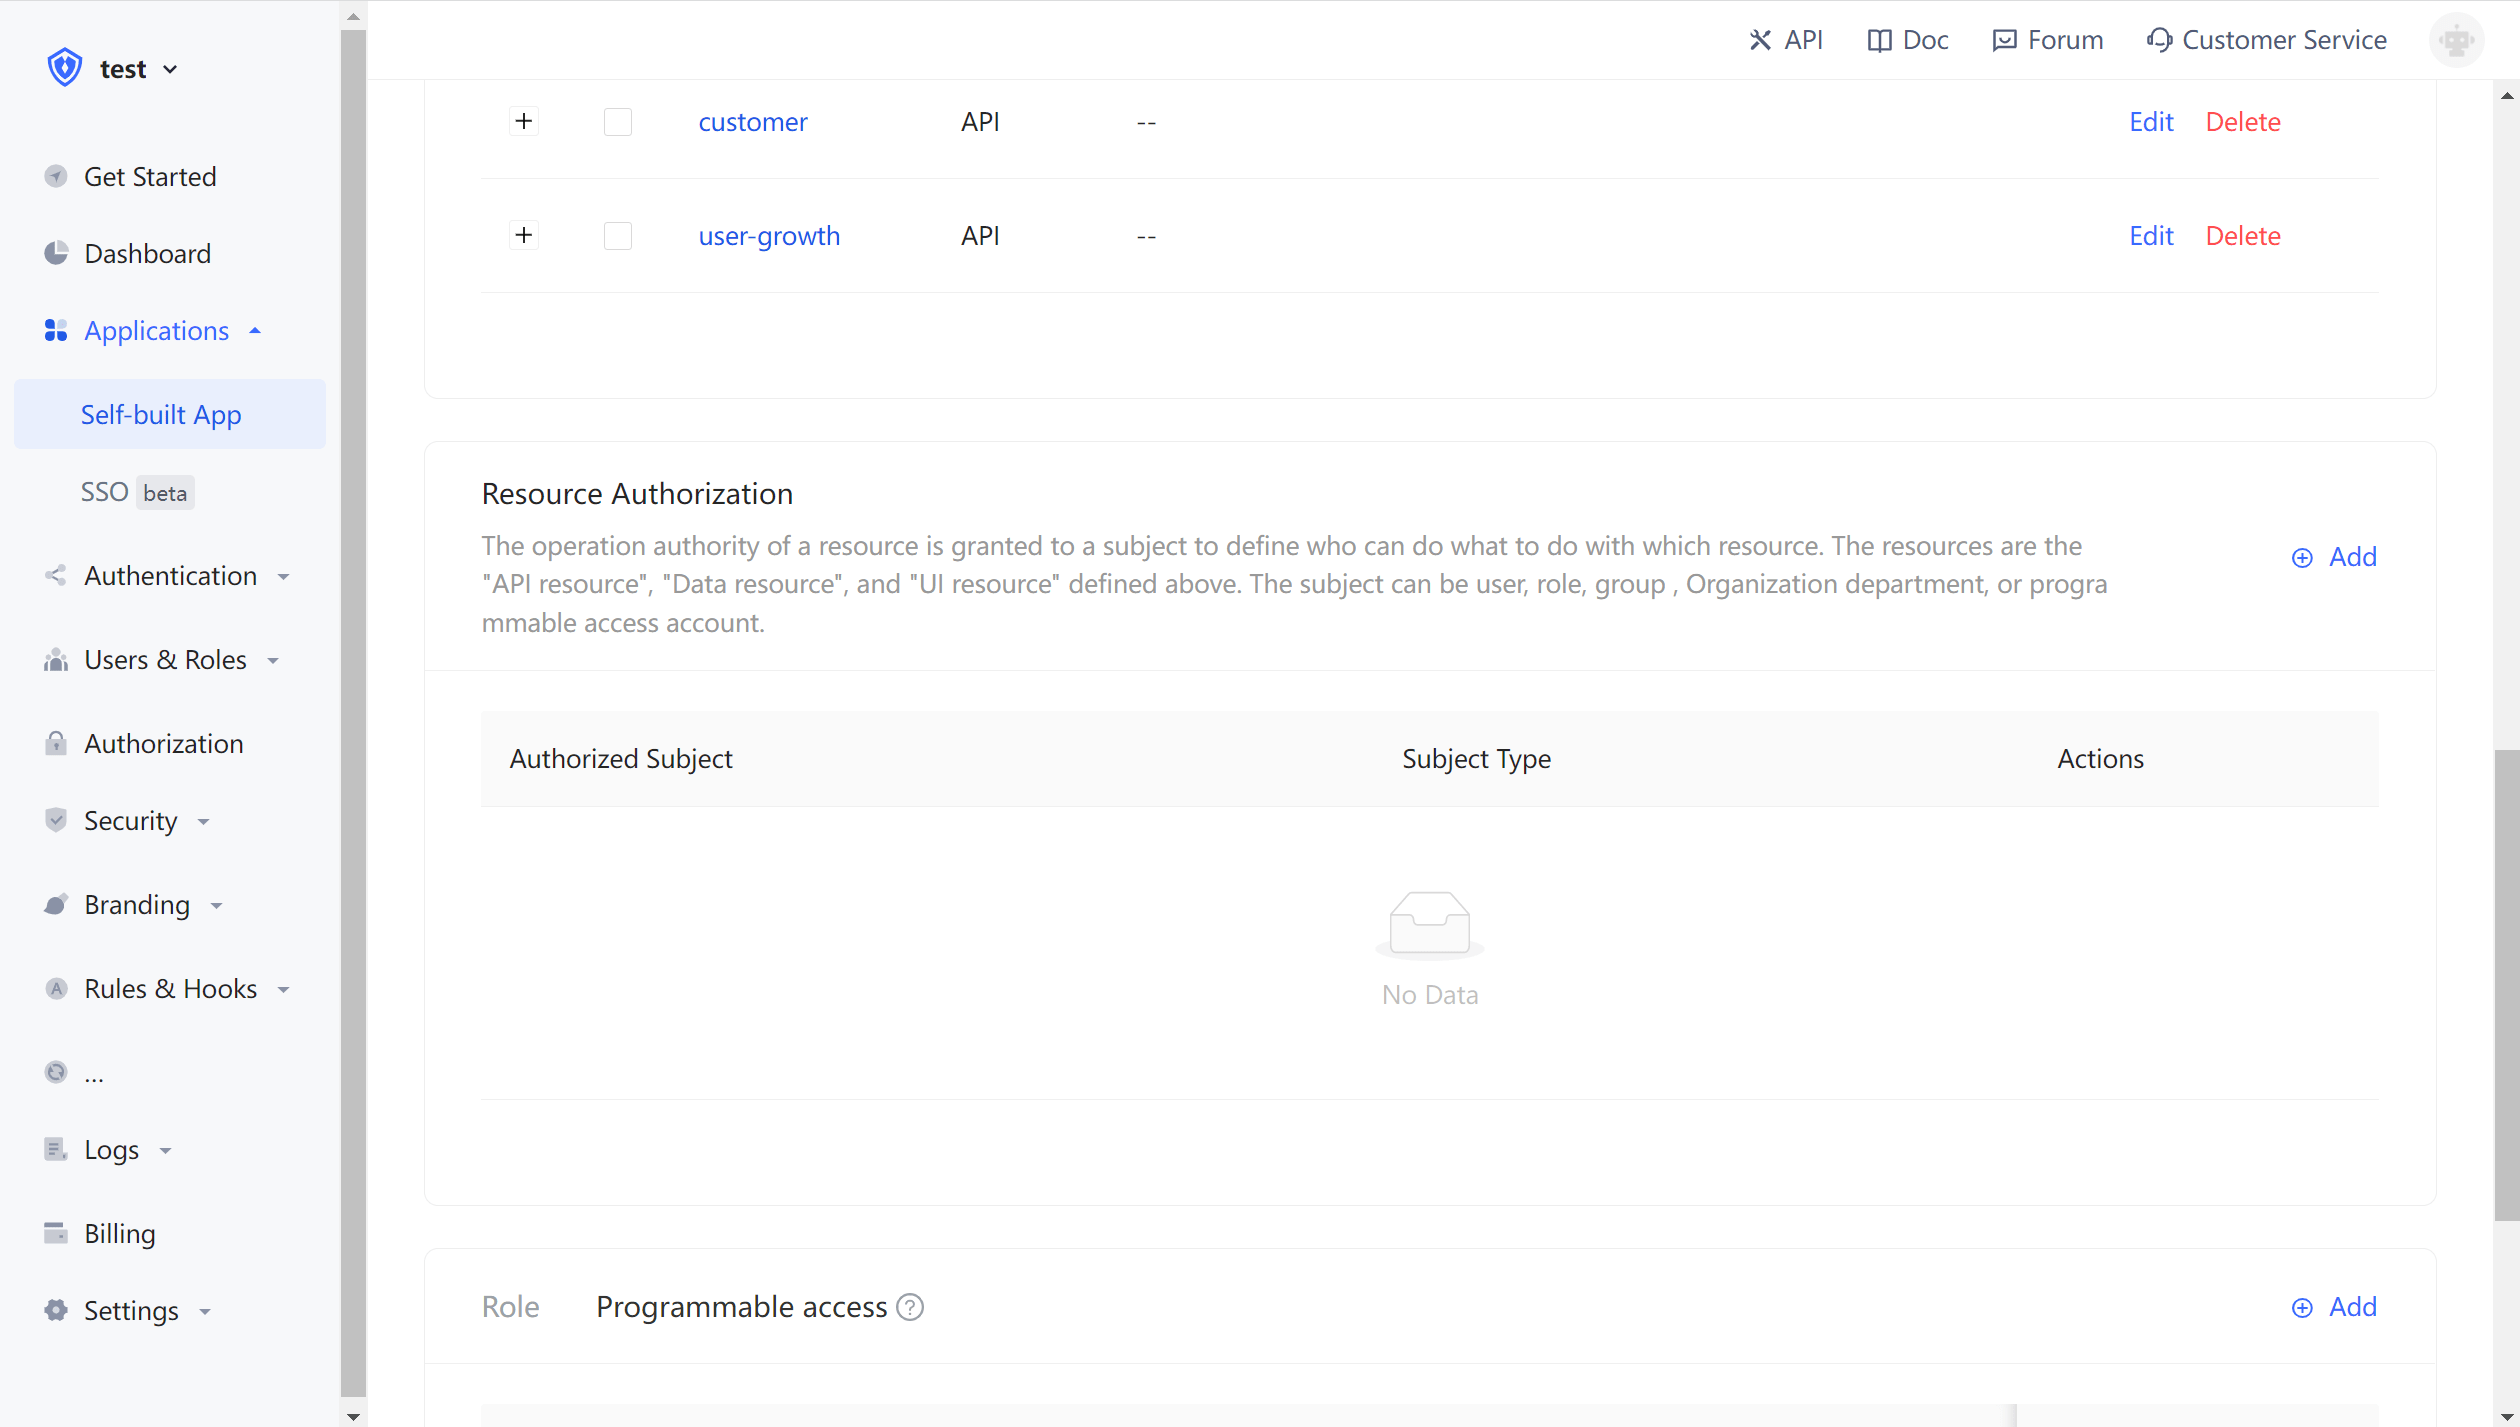 test
API
Doc
Forum
Customer Service
Get Started
Dashboard
Applications
Self-built App
SSO beta
Authentication
Users & Roles
Authorization
Security
Branding
Rules & Hooks
...
Logs
Billing
Settings
customer API -- Edit Delete
user-growth API -- Edit Delete
Resource Authorization
The operation authority of a resource is granted to a subject to define who can do what to do with which resource. The resources are the
"API resource", "Data resource", and "UI resource" defined above. The subject can be user, role, group , Organization department, or progra
mmable access account.
Add
Authorized Subject Subject Type Actions
No Data
Role Programmable access ?
Add